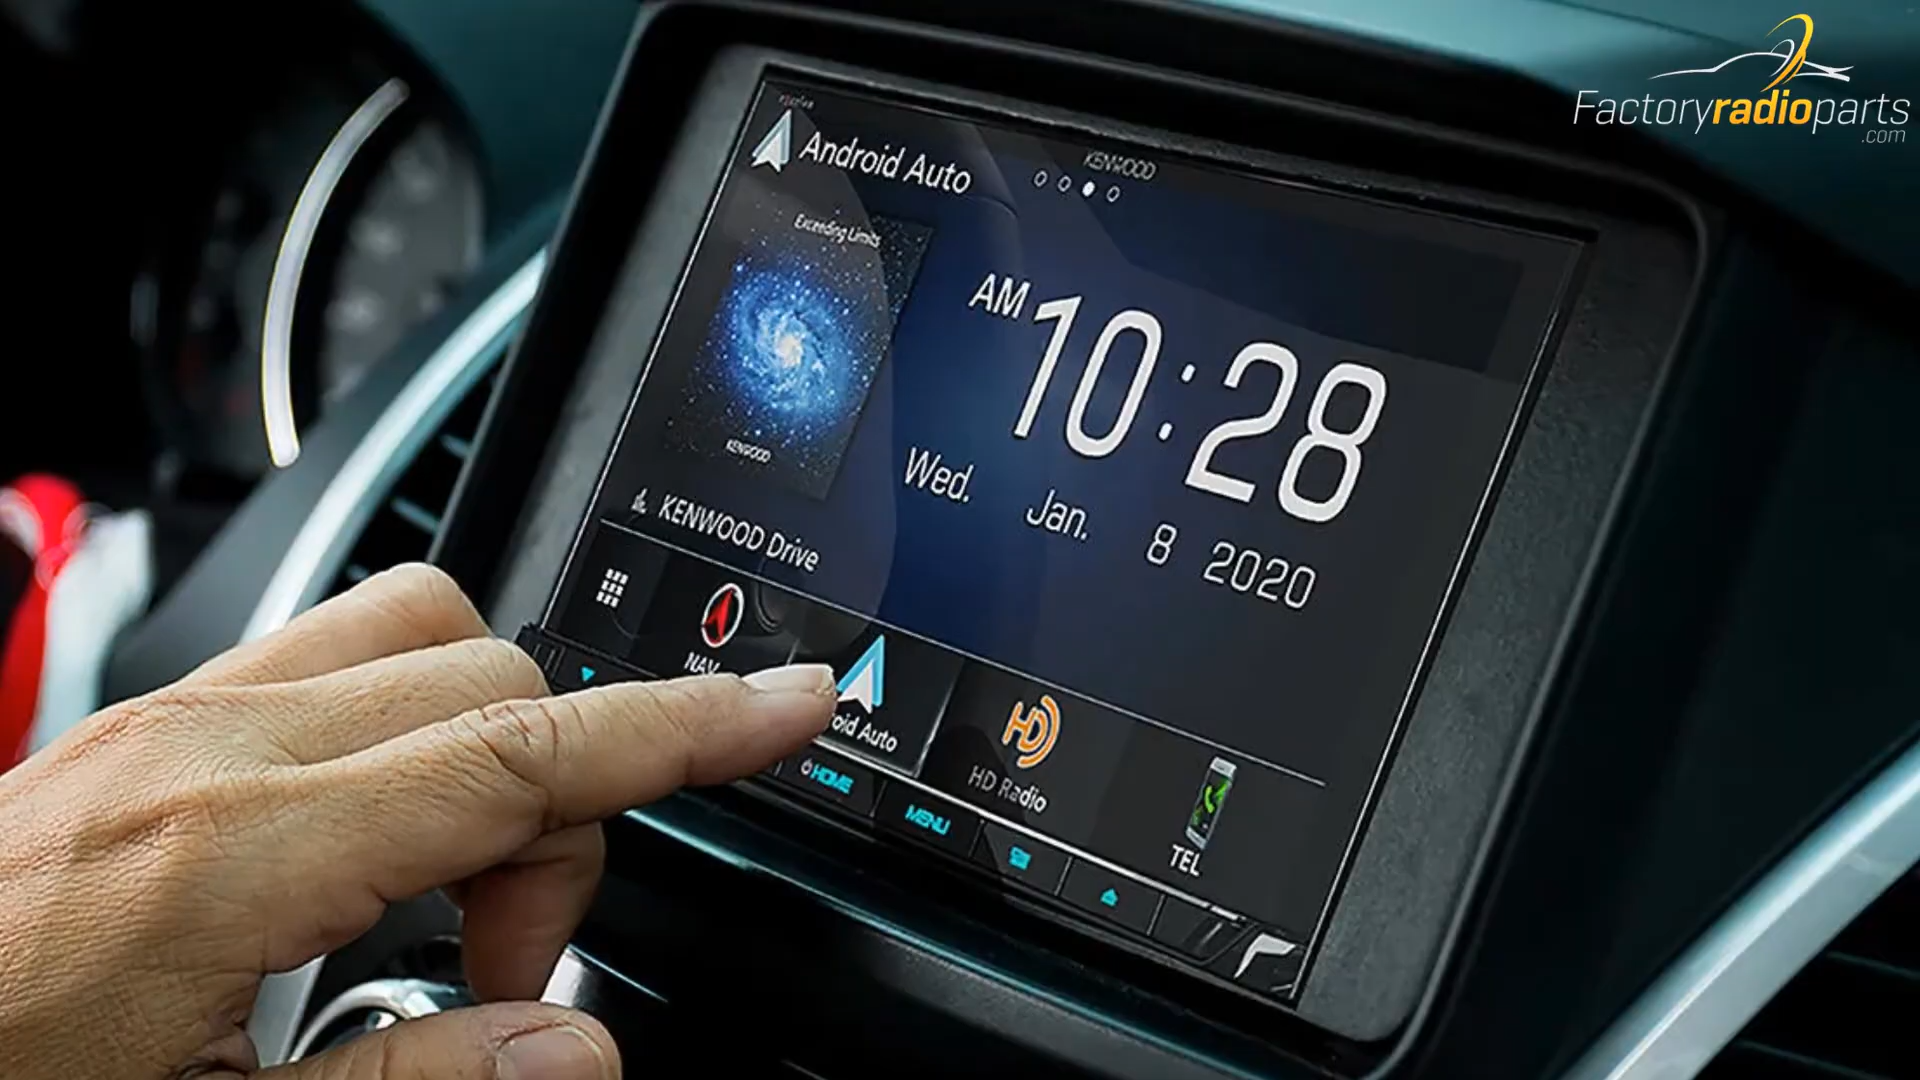 Factoryradioparts
.com
Android Auto
KENWOOD
Exceeding Limits
AM 10:28
KENWOOD
Wed. Jan. 8 2020
KENWOOD Drive
NAV
oid Auto
HD
HD Radio
TEL
HOME
MENU